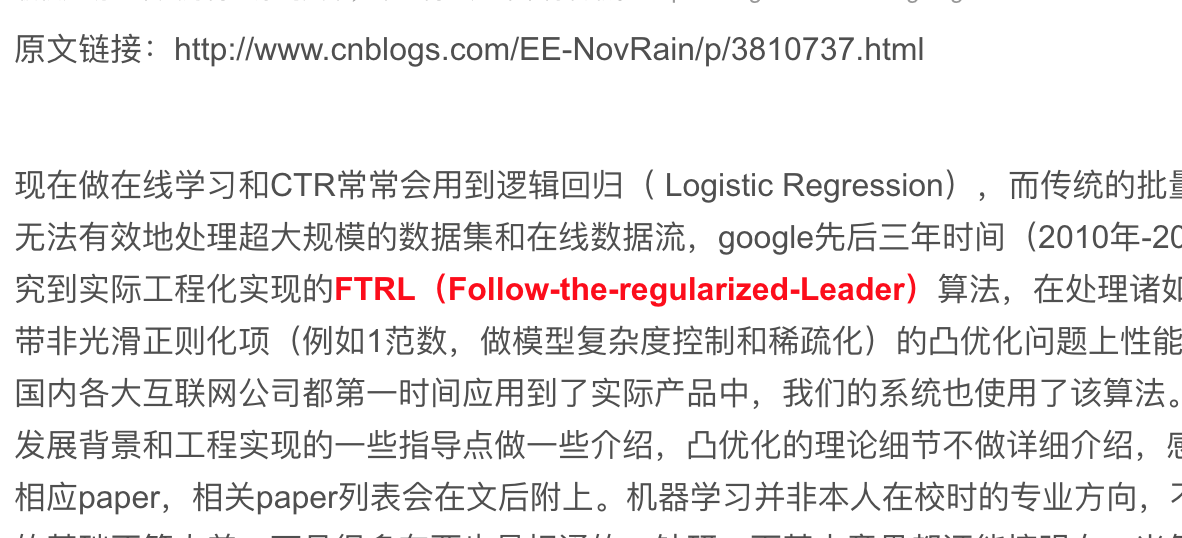 原文链接：http://www.cnblogs.com/EE-NovRain/p/3810737.html
现在做在线学习和CTR常常会用到逻辑回归（ Logistic Regression），而传统的批
无法有效地处理超大规模的数据集和在线数据流，google先后三年时间（2010年-20
究到实际工程化实现的FTRL（Follow-the-regularized-Leader）算法，在处理诸如
带非光滑正则化项（例如1范数，做模型复杂度控制和稀疏化）的凸优化问题上性能
国内各大互联网公司都第一时间应用到了实际产品中，我们的系统也使用了该算法。
发展背景和工程实现的一些指导点做一些介绍，凸优化的理论细节不做详细介绍，感
相应paper，相关paper列表会在文后附上。机器学习并非本人在校时的专业方向，不